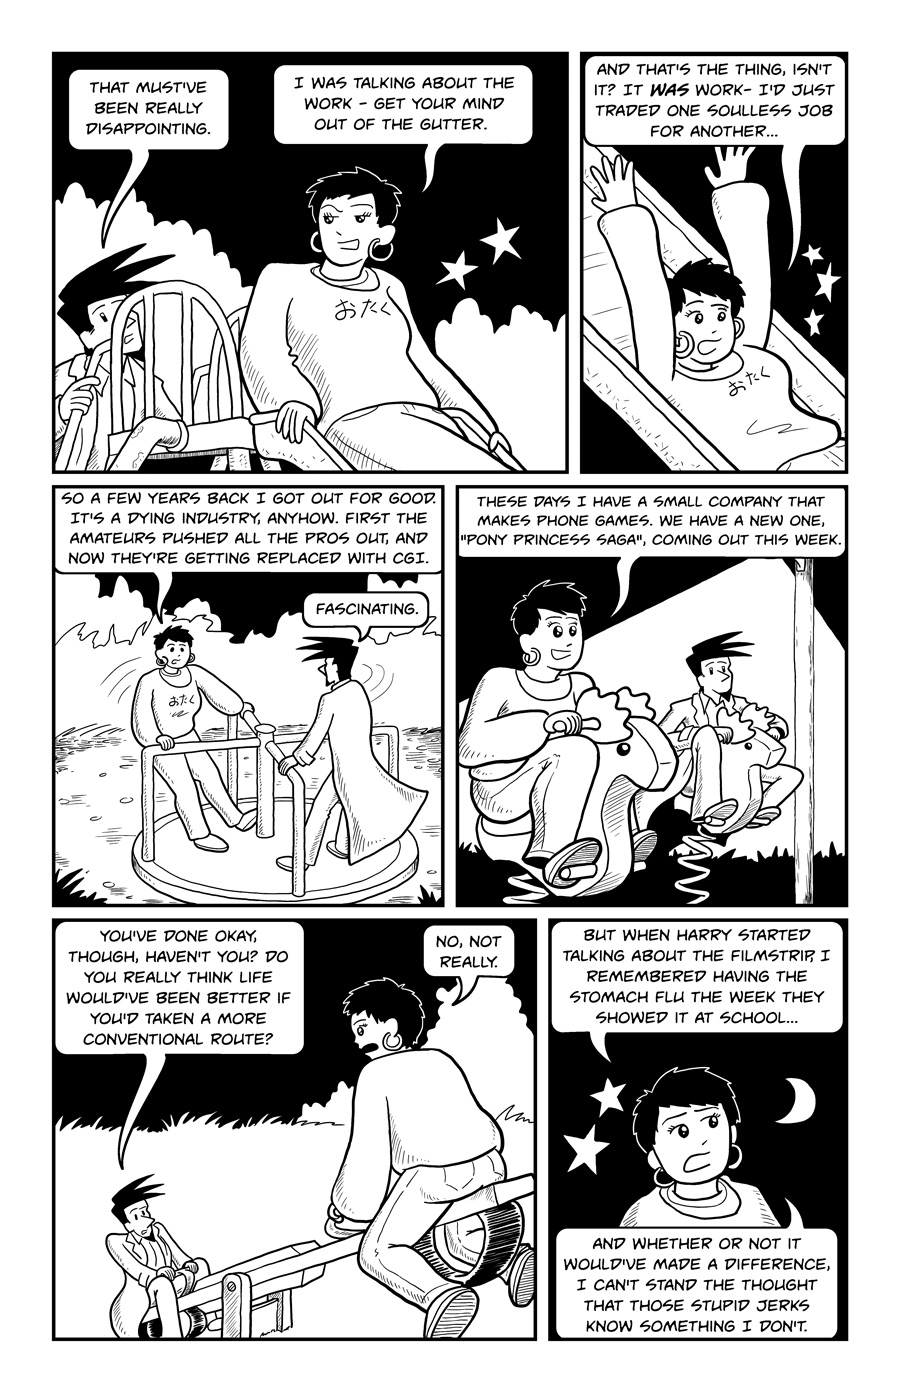 THAT MUST'VE
BEEN REALLY
DISAPPOINTING.
I WAS TALKING ABOUT THE
WORK - GET YOUR MIND
OUT OF THE GUTTER.
おたく
AND THAT'S THE THING, ISN'T
IT? IT WAS WORK- I'D JUST
TRADED ONE SOULLESS JOB
FOR ANOTHER...
おたく
SO A FEW YEARS BACK I GOT OUT FOR GOOD.
IT'S A DYING INDUSTRY, ANYHOW. FIRST THE
AMATEURS PUSHED ALL THE PROS OUT, AND
NOW THEY'RE GETTING REPLACED WITH CGI.
FASCINATING.
おたく
THESE DAYS I HAVE A SMALL COMPANY THAT
MAKES PHONE GAMES. WE HAVE A NEW ONE,
"PONY PRINCESS SAGA", COMING OUT THIS WEEK.
YOU'VE DONE OKAY,
THOUGH, HAVEN'T YOU? DO
YOU REALLY THINK LIFE
WOULD'VE BEEN BETTER IF
YOU'D TAKEN A MORE
CONVENTIONAL ROUTE?
NO, NOT
REALLY.
BUT WHEN HARRY STARTED
TALKING ABOUT THE FILMSTRIP, I
REMEMBERED HAVING THE
STOMACH FLU THE WEEK THEY
SHOWED IT AT SCHOOL...
AND WHETHER OR NOT IT
WOULD'VE MADE A DIFFERENCE,
I CAN'T STAND THE THOUGHT
THAT THOSE STUPID JERKS
KNOW SOMETHING I DON'T.